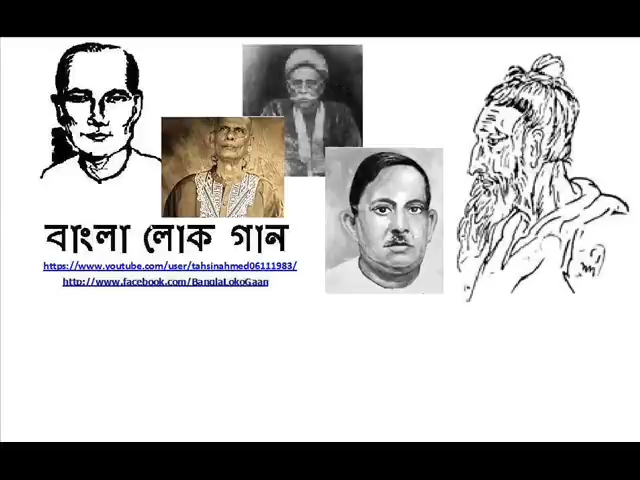 বাংলা লোক গান
https://www.youtube.com/user/tahsinahmed06111983/
http://www.facebook.com/BanglaLokoGaan